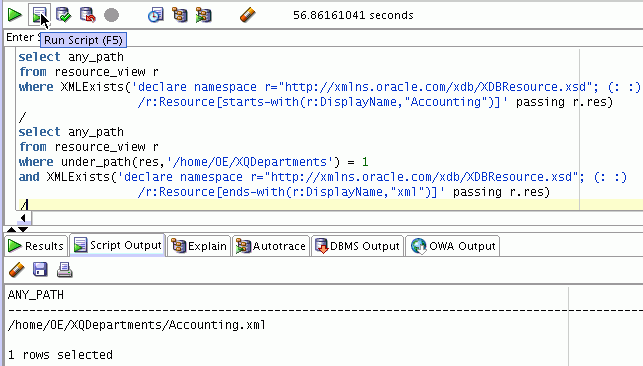 56.86161041 seconds
Enter S
Run Script (F5)
select any_path
from resource_view r
where XMLExists('declare namespace r="http://xmlns.oracle.com/xdb/XDBResource.xsd"; (: :)
/r:Resource[starts-with(r:DisplayName,"Accounting")]' passing r.res)
/
select any_path
from resource_view r
where under_path(res,'/home/OE/XQDepartments') = 1
and XMLExists('declare namespace r="http://xmlns.oracle.com/xdb/XDBResource.xsd"; (: :)
/r:Resource[ends-with(r:DisplayName,"xml")]' passing r.res)
/
Results Script Output Explain Autotrace DBMS Output OWA Output
ANY_PATH
--------------------------------------------------------------------------------
/home/OE/XQDepartments/Accounting.xml
1 rows selected